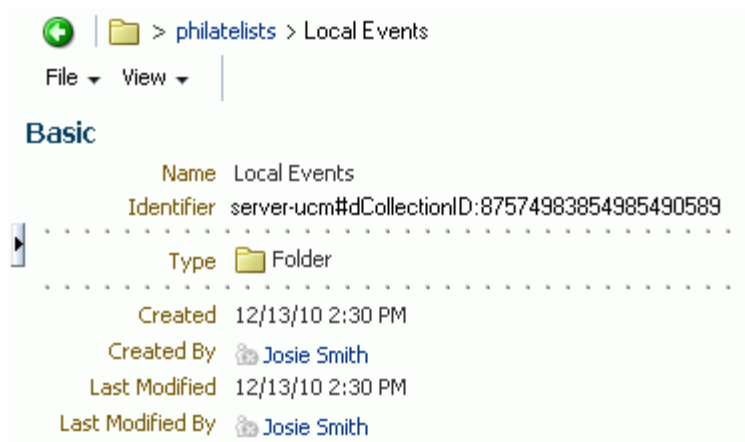 > philatelists > Local Events
File View
Basic
Name Local Events
Identifier server-ucm#dCollectionID:87574983854985490589
Type Folder
Created 12/13/10 2:30 PM
Created By Josie Smith
Last Modified 12/13/10 2:30 PM
Last Modified By Josie Smith